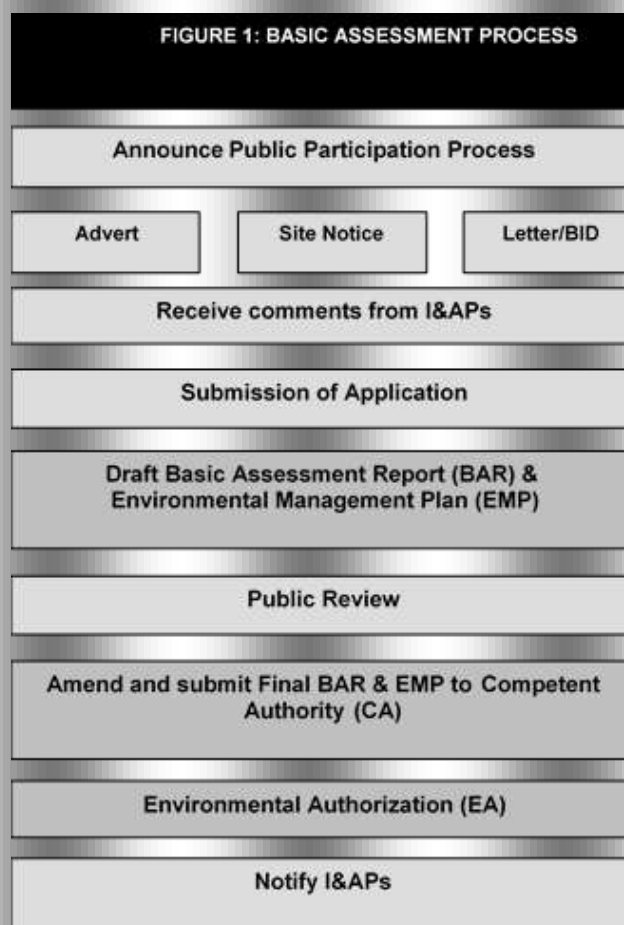 FIGURE 1: BASIC ASSESSMENT PROCESS
Announce Public Participation Process
Advert
Site Notice
Letter/BID
Receive comments from I&APs
Submission of Application
Draft Basic Assessment Report (BAR) &
Environmental Management Plan (EMP)
Public Review
Amend and submit Final BAR & EMP to Competent
Authority (CA)
Environmental Authorization (EA)
Notify I&APs